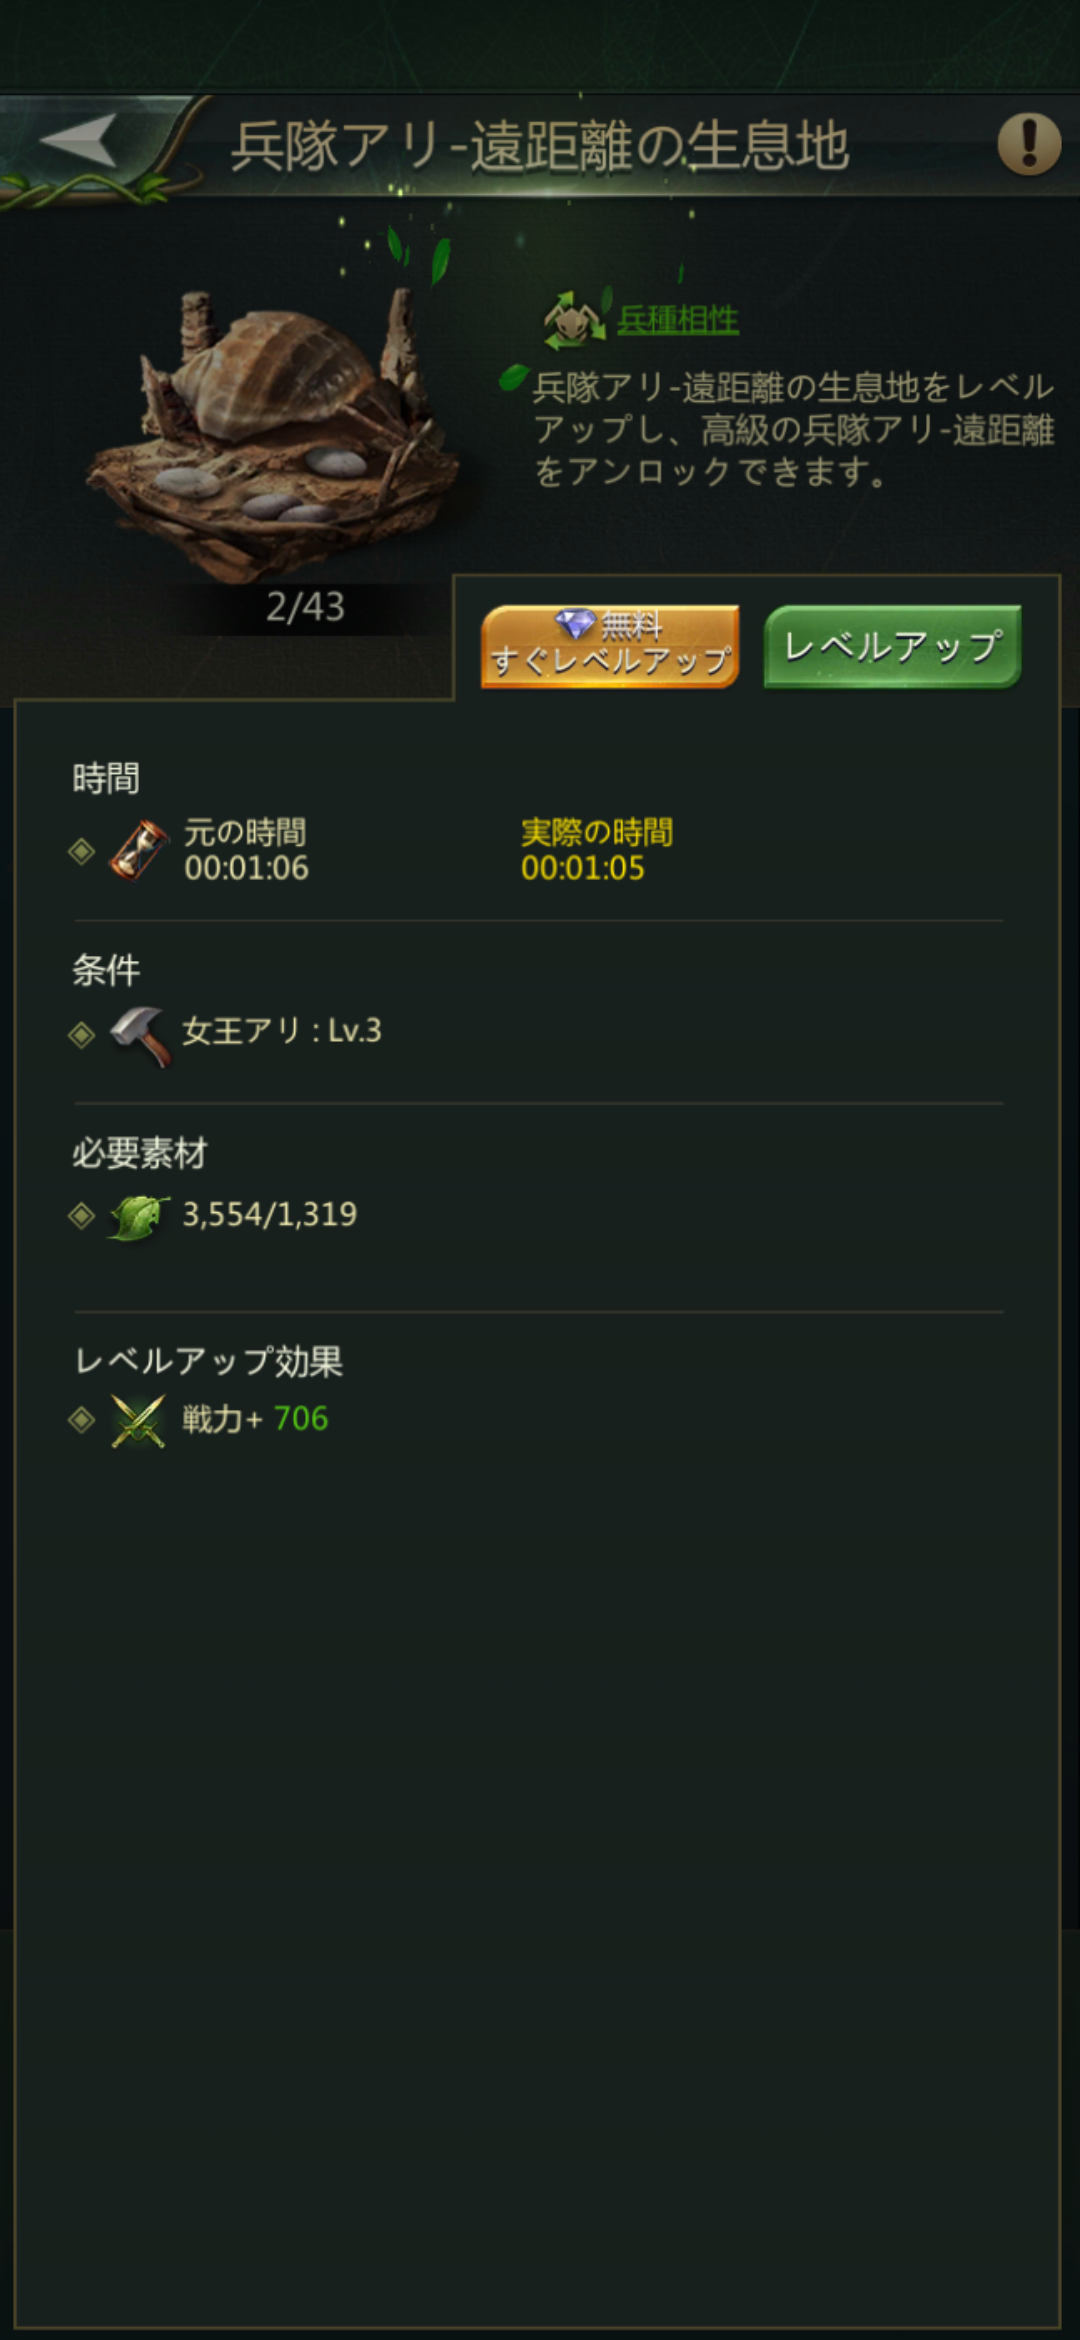 兵隊アリ-遠距離の生息地
兵種相性
兵隊アリ-遠距離の生息地をレベル
アップし、高級の兵隊アリ-遠距離
をアンロックできます。
2/43
無料
すぐレベルアップ
レベルアップ
時間
元の時間
00:01:06
実際の時間
00:01:05
条件
女王アリ : Lv.3
必要素材
3,554/1,319
レベルアップ効果
戦力+ 706